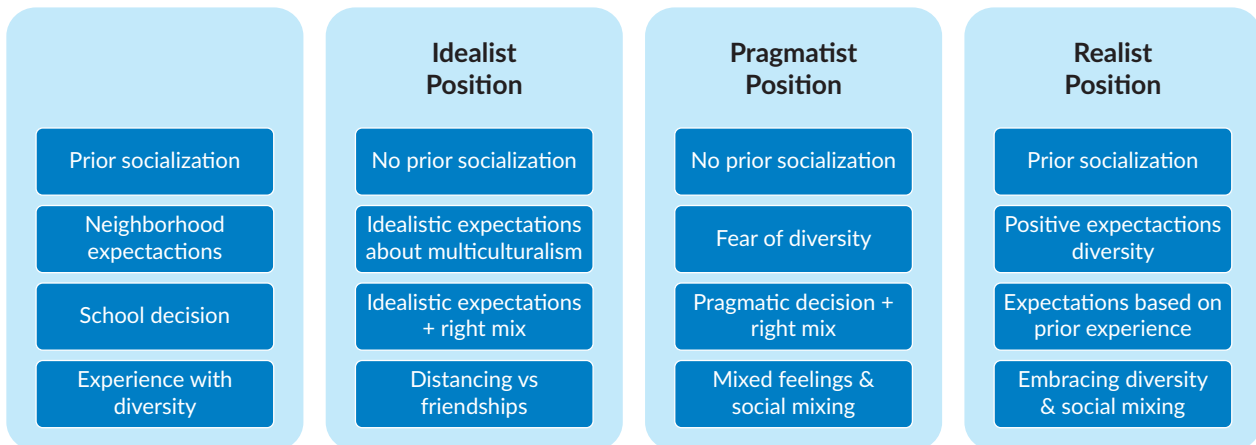 Idealist
Position
Pragmatist
Position
Realist
Position
Prior socialization
No prior socialization
No prior socialization
Prior socialization
Neighborhood
expectactions
Idealistic expectations
about multiculturalism
Fear of diversity
Positive expectactions
diversity
School decision
Idealistic expectations
+ right mix
Pragmatic decision +
right mix
Expectations based on
prior experience
Experience with
diversity
Distancing vs
friendships
Mixed feelings &
social mixing
Embracing diversity
& social mixing